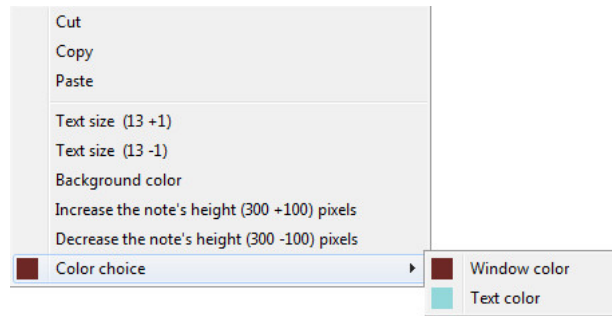 Cut
Copy
Paste
Text size (13 +1)
Text size (13 -1)
Background color
Increase the note's height (300 +100) pixels
Decrease the note's height (300 -100) pixels
Color choice
Window color
Text color